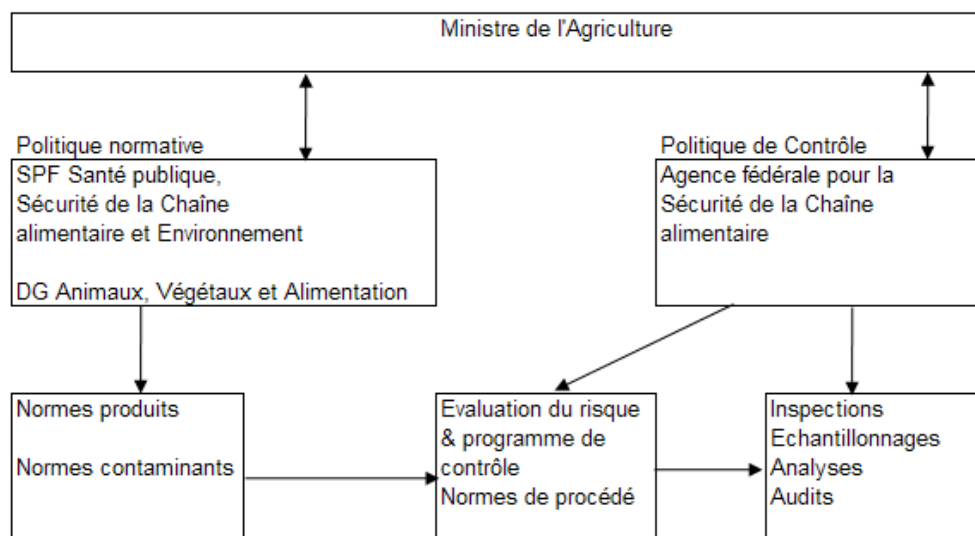 Ministre de l'Agriculture
Politique normative
SPF Santé publique,
Sécurité de la Chaîne
alimentaire et Environnement
DG Animaux, Végétaux et Alimentation
Politique de Contrôle
Agence fédérale pour la
Sécurité de la Chaîne
alimentaire
Normes produits
Normes contaminants
Evaluation du risque
& programme de
contrôle
Normes de procédé
Inspections
Echantillonnages
Analyses
Audits